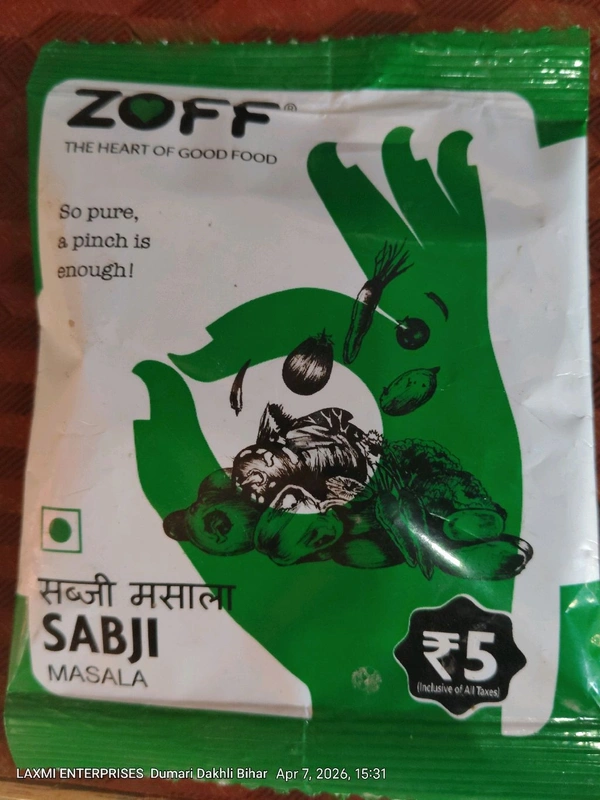 ZOFF®
THE HEART OF GOOD FOOD
So pure,
a pinch is
enough!
सब्जी मसाला
SABJI
MASALA
₹5
(Inclusive of All Taxes)
LAXMI ENTERPRISES Dumari Dakhli Bihar Apr 7, 2026, 15:31